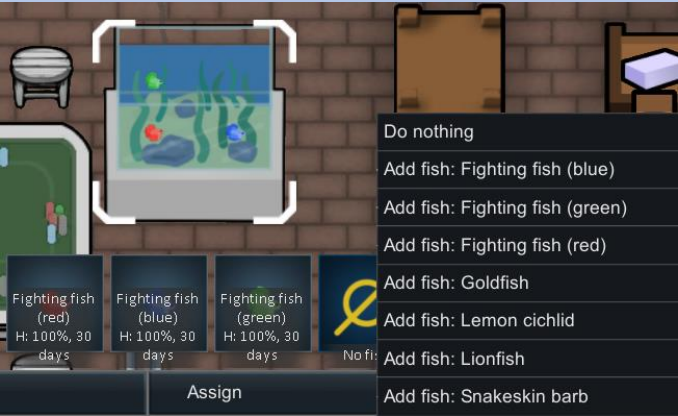 Do nothing
Add fish: Fighting fish (blue)
Add fish: Fighting fish (green)
Add fish: Fighting fish (red)
Add fish: Goldfish
Add fish: Lemon cichlid
Add fish: Lionfish
Add fish: Snakeskin barb
Fighting fish
(red)
H: 100%, 30
days
Fighting fish
(blue)
H: 100%, 30
days
Fighting fish
(green)
H: 100%, 30
days
No
Assign